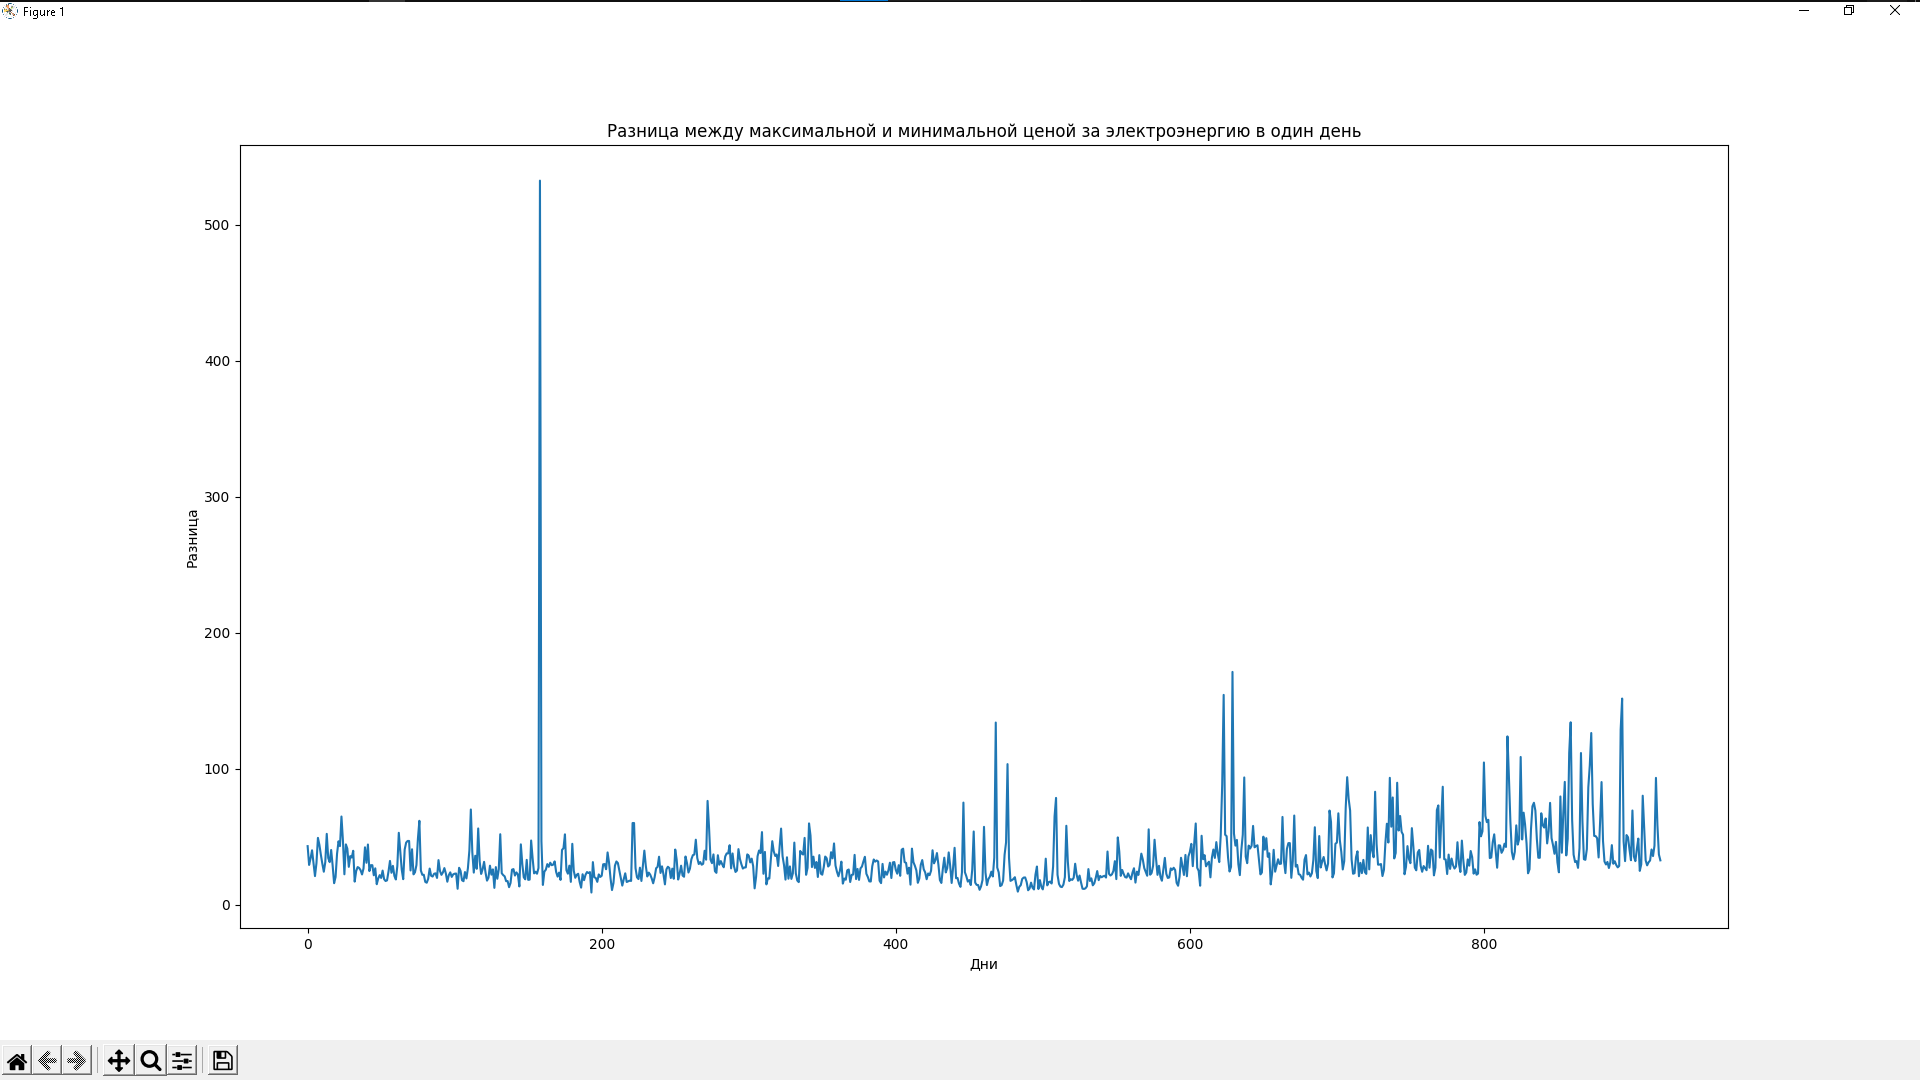 Figure 1
Разница между максимальной и минимальной ценой за электроэнергию в один день
500
400
300
200
100
0
Разница
0 200 400 600 800
Дни